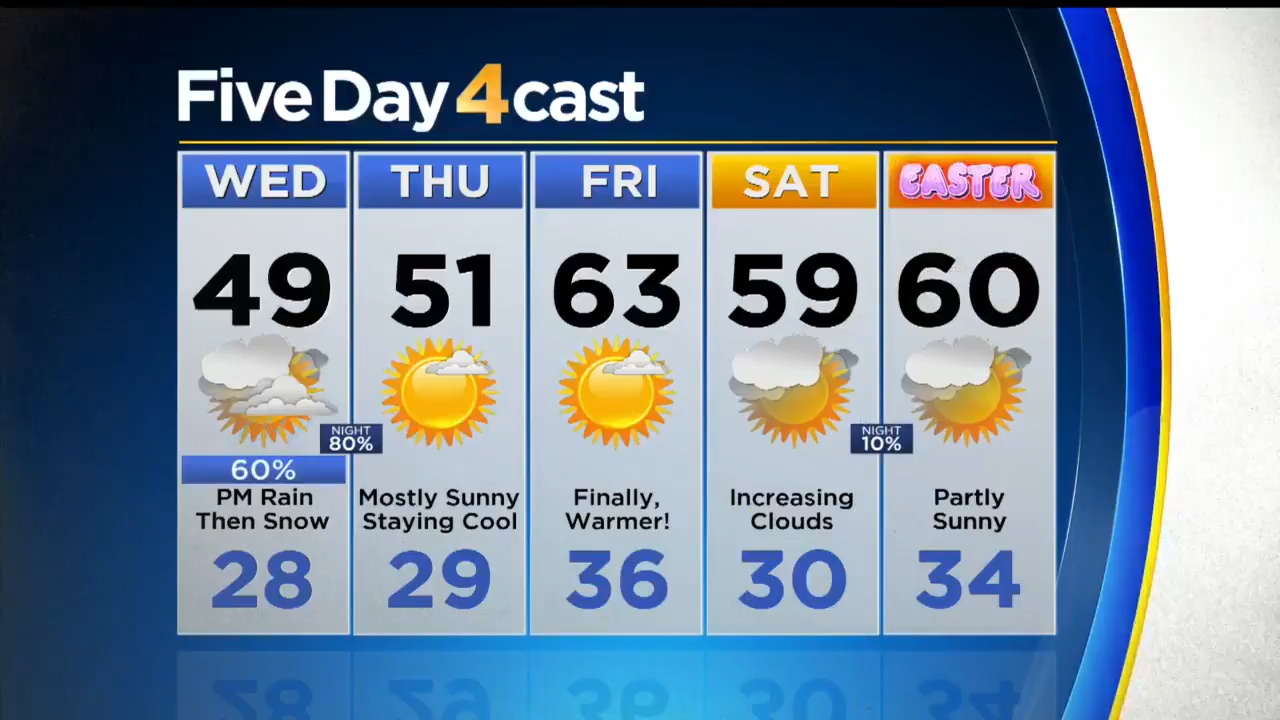 Five Day 4cast
WED THU FRI SAT EASTER
49 51 63 59 60
NIGHT NIGHT
80% 10%
60%
PM Rain Mostly Sunny Finally, Increasing Partly
Then Snow Staying Cool Warmer! Clouds Sunny
28 29 36 30 34